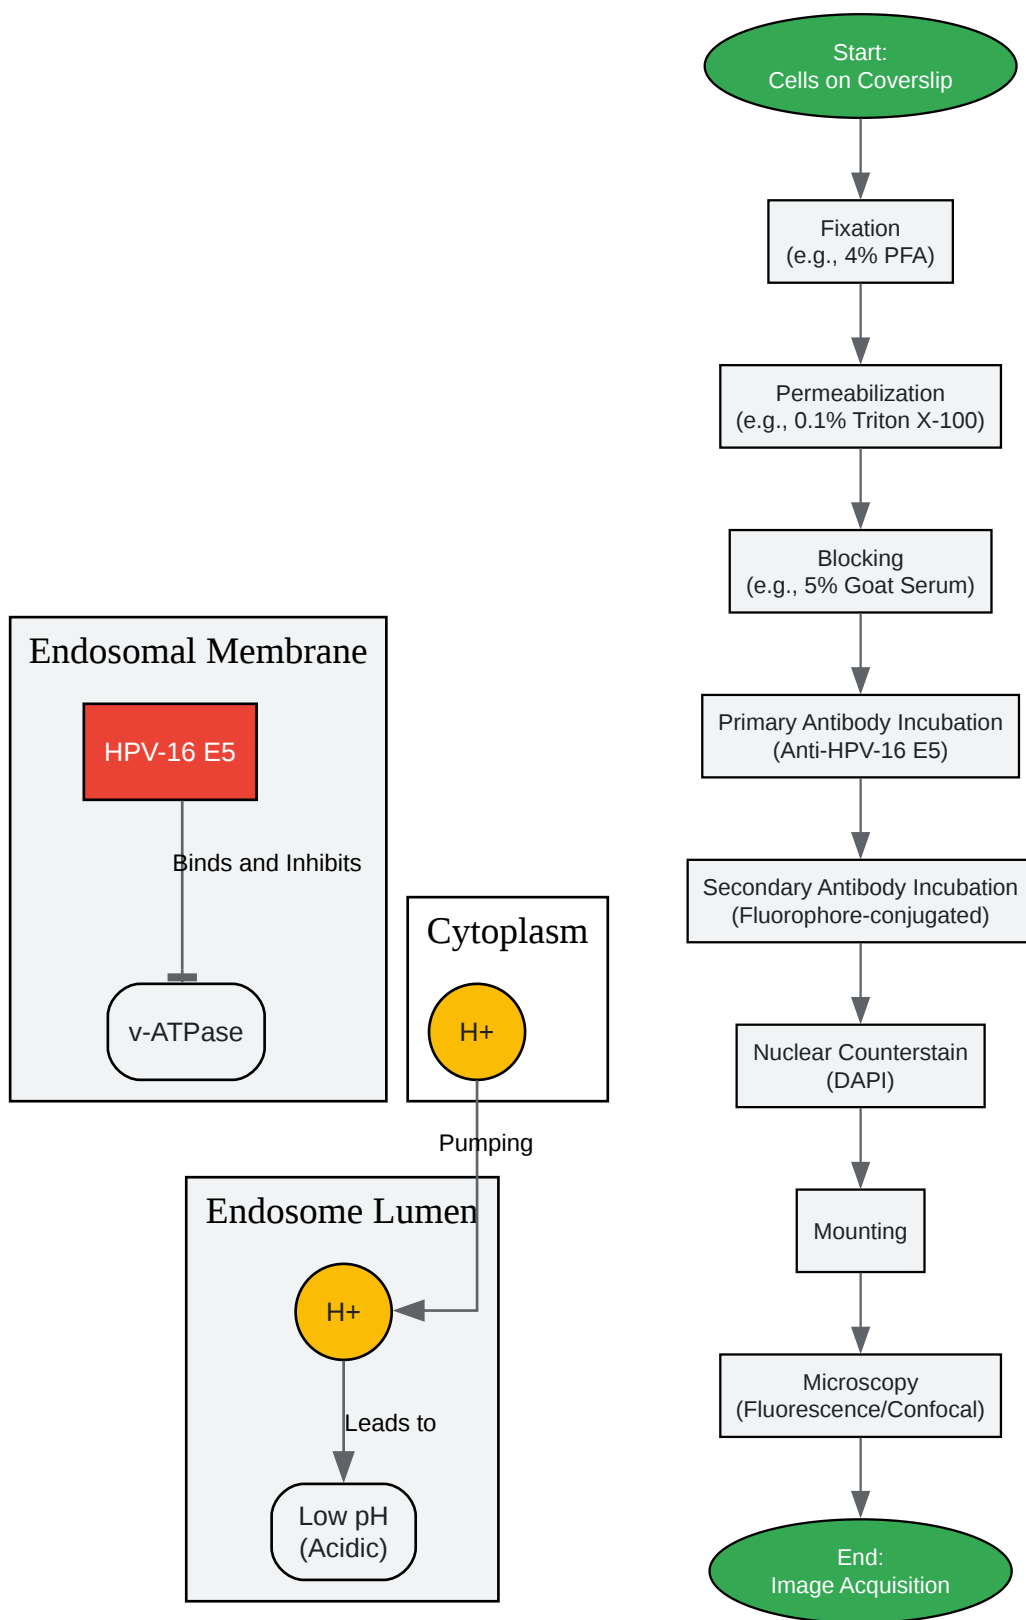 Start:
Cells on Coverslip
Fixation
(e.g., 4% PFA)
Permeabilization
(e.g., 0.1% Triton X-100)
Blocking
(e.g., 5% Goat Serum)
Primary Antibody Incubation
(Anti-HPV-16 E5)
Secondary Antibody Incubation
(Fluorophore-conjugated)
Nuclear Counterstain
(DAPI)
Mounting
Microscopy
(Fluorescence/Confocal)
End:
Image Acquisition
Endosomal Membrane
HPV-16 E5
Binds and Inhibits
v-ATPase
Cytoplasm
H+
Pumping
Endosome Lumen
H+
Leads to
Low pH
(Acidic)